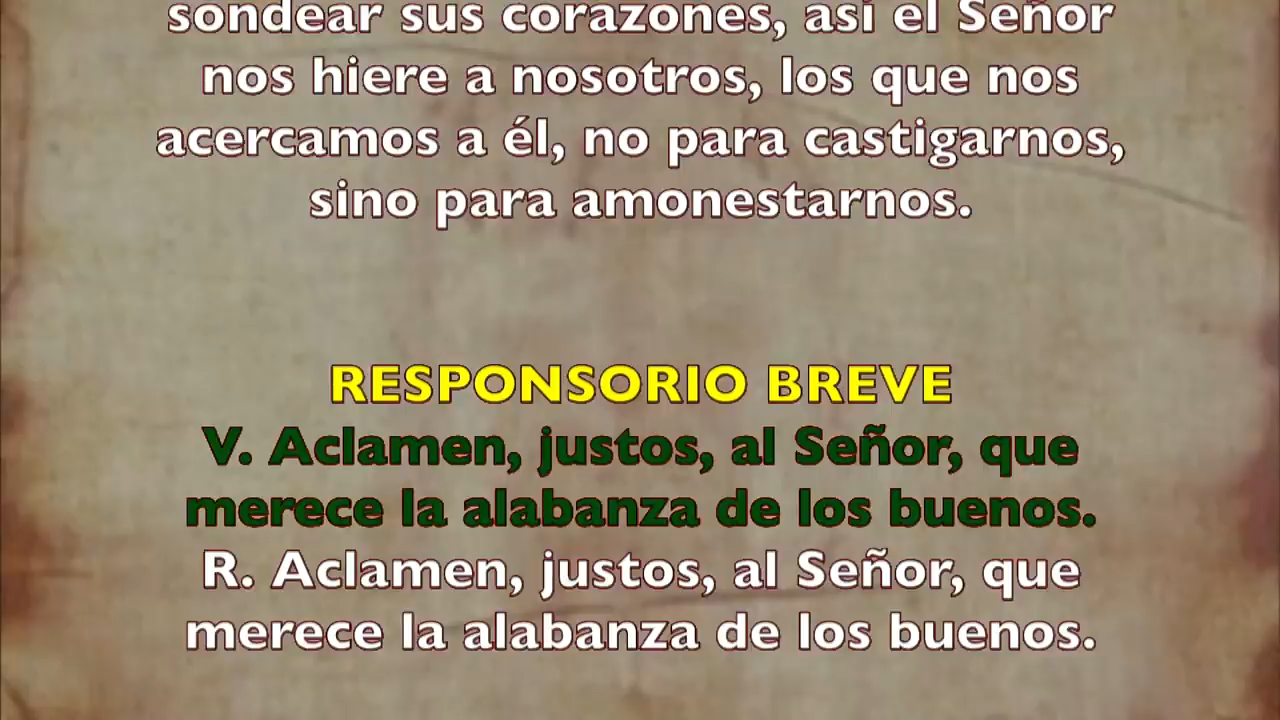 sondear sus corazones, así el Señor
nos hiere a nosotros, los que nos
acercamos a él, no para castigarnos,
sino para amonestarnos.
RESPONSORIO BREVE
V. Aclamen, justos, al Señor, que
merece la alabanza de los buenos.
R. Aclamen, justos, al Señor, que
merece la alabanza de los buenos.